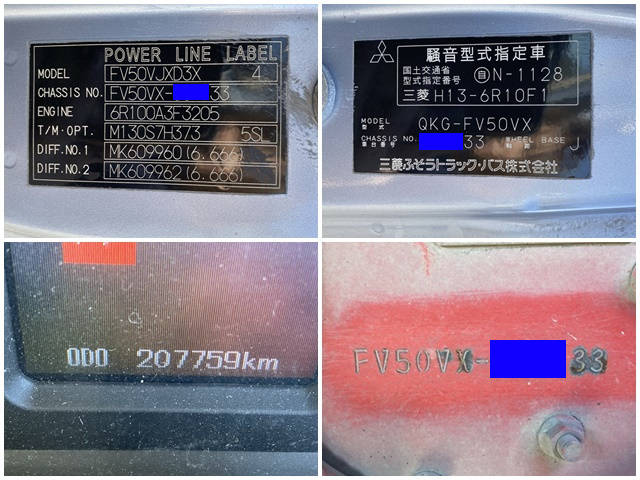 POWER LINE LABEL
MODEL FV50VJXD3X 4
CHASSIS NO. FV50VX- 33
ENGINE 6R100A3F3205
T/M·OPT. M130S7H373 5SL
DIFF.NO.1 MK609960(6.666)
DIFF.NO.2 MK609962(6.666)
騒音型式指定車
国土交通省
型式指定番号 自N-1128
三菱 H13-6R10F1
MODEL
型式 QKG-FV50VX
CHASSIS NO. 33 WHEEL BASE J
車台番号
三菱ふそうトラック・バス株式会社
ODO 207759km
FV50VX- 33